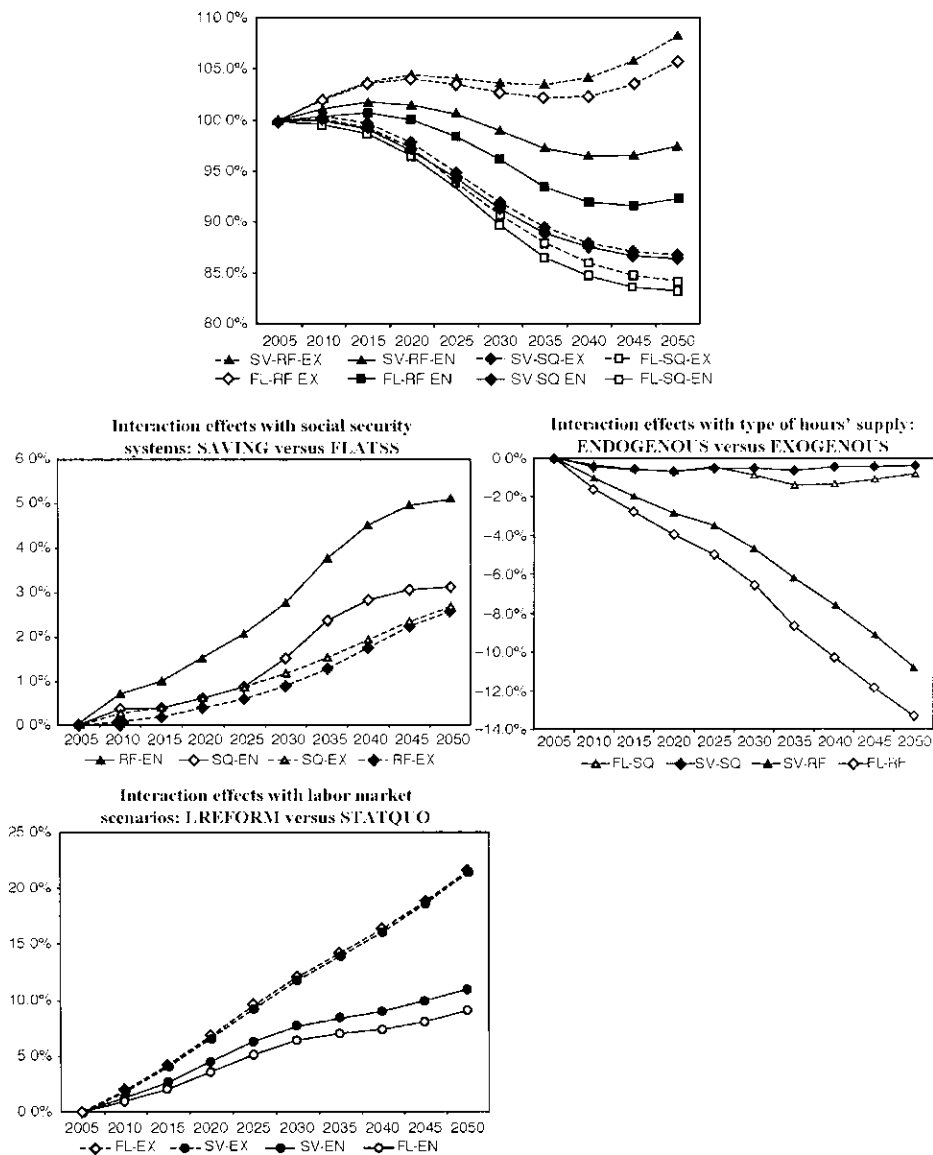 110.0%
105.0%
100.0%
95.0%
90.0%
85.0%
80.0%
2005 2010 2015 2020 2025 2030 2035 2040 2045 2050
SV-RF-EX SV-RF-EN SV-SQ-EX FL-SQ-EX
FL-RF EX FL-RF EN SV-SQ EN FL-SQ-EN
Interaction effects with social security
systems: SAVING versus FLATSS
6.0%
5.0%
4.0%
3.0%
2.0%
1.0%
0.0%
2005 2010 2015 2020 2025 2030 2035 2040 2045 2050
RF-EN SQ-EN SQ-EX RF-EX
Interaction effects with type of hours' supply:
ENDOGENOUS versus EXOGENOUS
0.0%
−2.0%
−4.0%
−6.0%
−8.0%
−10.0%
−12.0%
−14.0%
2005 2010 2015 2020 2025 2030 2035 2040 2045 2050
FL-SQ SV-SQ SV-RF FL-RF
Interaction effects with labor market
scenarios: LREFORM versus STATQUO
25.0%
20.0%
15.0%
10.0%
5.0%
0.0%
2005 2010 2015 2020 2025 2030 2035 2040 2045 2050
FL-EX SV-EX SV-EN FL-EN